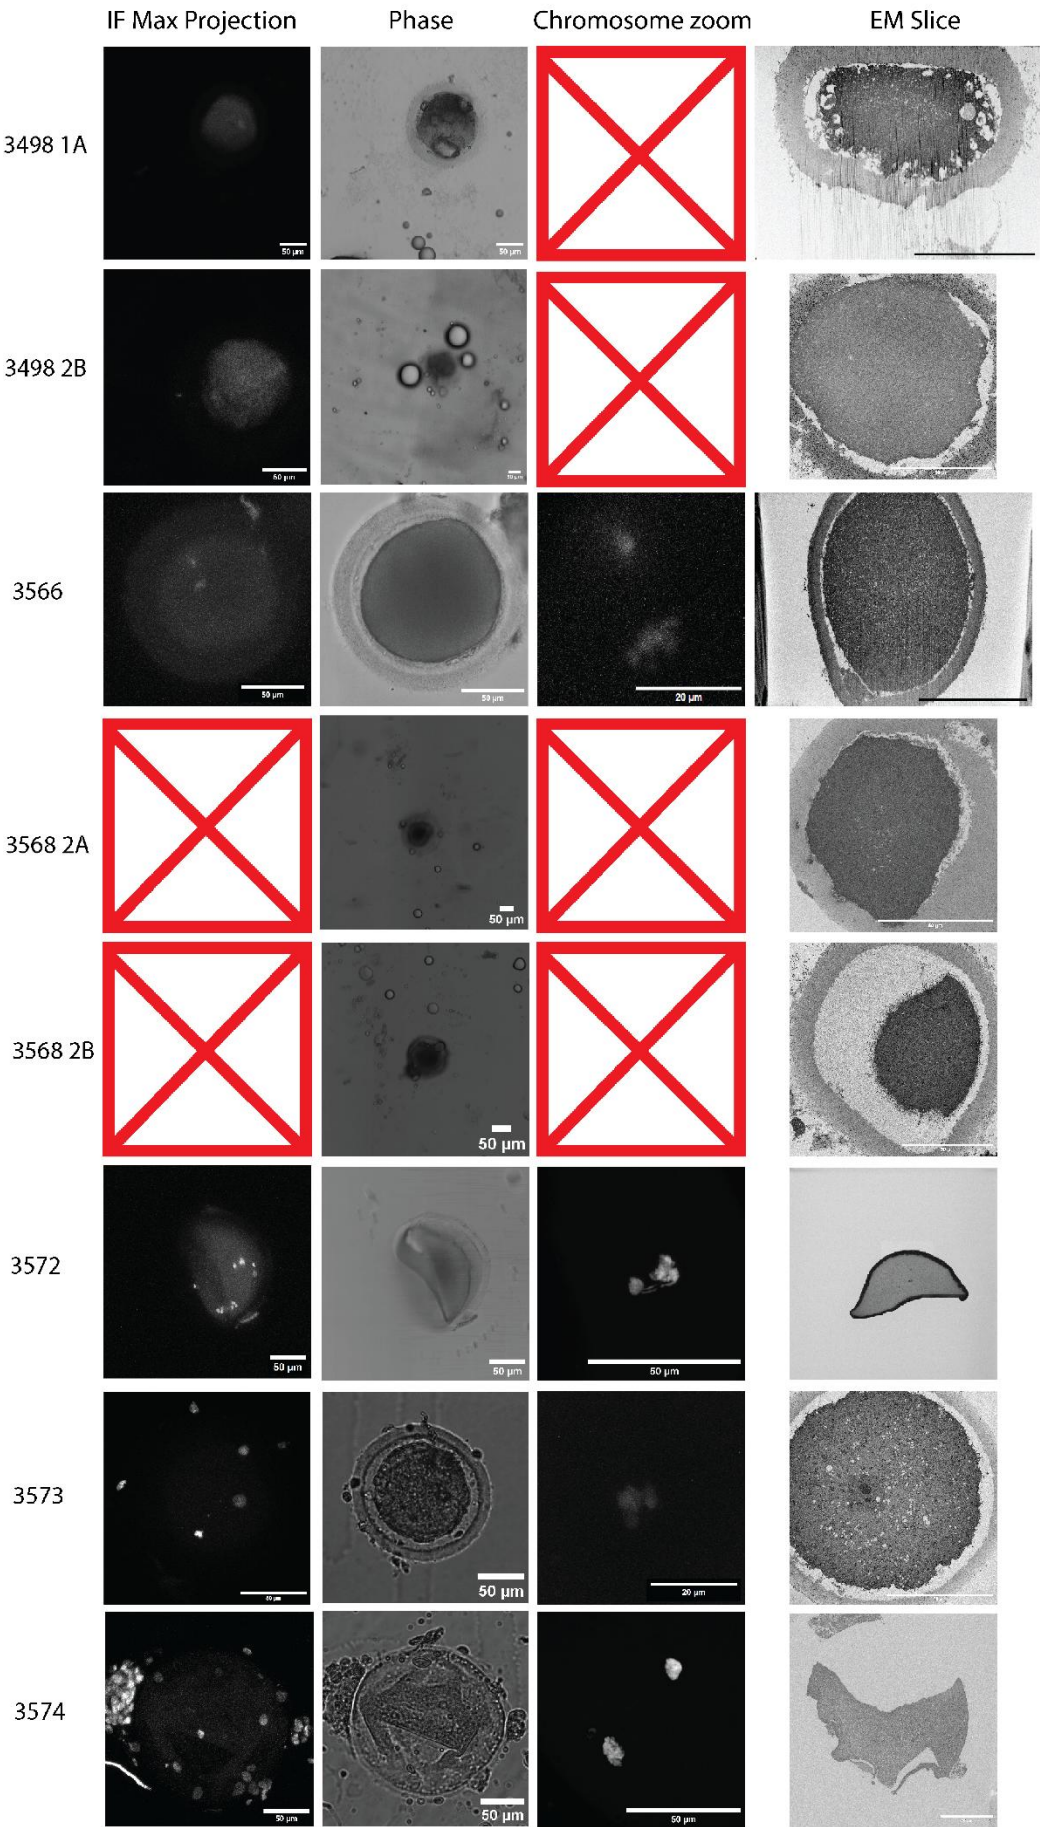 IF Max Projection Phase Chromosome zoom EM Slice
3498 1A
50 µm 50 µm
3498 2B
50 µm
3566
50 µm 50 µm 20 µm
3568 2A
50 µm
3568 2B
50 µm
3572
50 µm 50 µm 50 µm
3573
50 µm 20 µm
3574
50 µm 50 µm 50 µm